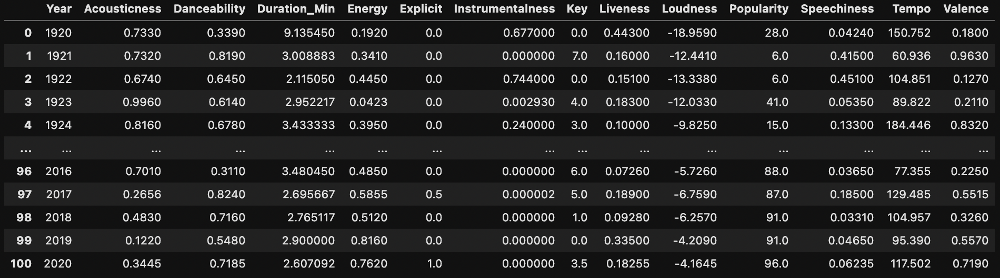 Year Acousticness Danceability Duration_Min Energy Explicit Instrumentalness Key Liveness Loudness Popularity Speechiness Tempo Valence
0 1920 0.7330 0.3390 9.135450 0.1920 0.0 0.677000 0.0 0.44300 -18.9590 28.0 0.04240 150.752 0.1800
1 1921 0.7320 0.8190 3.008883 0.3410 0.0 0.000000 7.0 0.16000 -12.4410 6.0 0.41500 60.936 0.9630
2 1922 0.6740 0.6450 2.115050 0.4450 0.0 0.744000 0.0 0.15100 -13.3380 6.0 0.45100 104.851 0.1270
3 1923 0.9960 0.6140 2.952217 0.0423 0.0 0.002930 4.0 0.18300 -12.0330 41.0 0.05350 89.822 0.2110
4 1924 0.8160 0.6780 3.433333 0.3950 0.0 0.240000 3.0 0.10000 -9.8250 15.0 0.13300 184.446 0.8320
... ... ... ... ... ... ... ... ... ... ... ... ... ... ...
96 2016 0.7010 0.3110 3.480450 0.4850 0.0 0.000000 6.0 0.07260 -5.7260 88.0 0.03650 77.355 0.2250
97 2017 0.2656 0.8240 2.695667 0.5855 0.5 0.000002 5.0 0.18900 -6.7590 87.0 0.18500 129.485 0.5515
98 2018 0.4830 0.7160 2.765117 0.5120 0.0 0.000000 1.0 0.09280 -6.2570 91.0 0.03310 104.957 0.3260
99 2019 0.1220 0.5480 2.900000 0.8160 0.0 0.000000 0.0 0.33500 -4.2090 91.0 0.04650 95.390 0.5570
100 2020 0.3445 0.7185 2.607092 0.7620 1.0 0.000000 3.5 0.18255 -4.1645 96.0 0.06235 117.502 0.7190